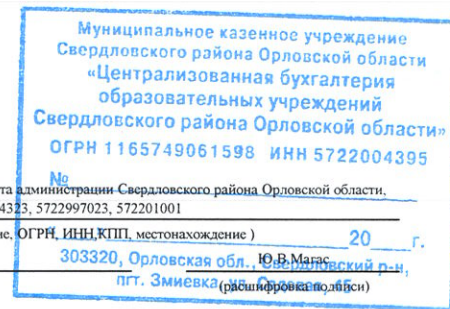 Муниципальное казенное учреждение
Свердловского района Орловской области
«Централизованная бухгалтерия
образовательных учреждений
Свердловского района Орловской области»
ОГРН 1165749061598 ИНН 5722004395
№
та администрации Свердловского района Орловской области,
4323, 5722997023, 572201001
ие, ОГРН, ИНН,КПП, местонахождение )
20 г.
Ю.В.Магас
303320, Орловская обл., Свердловский р-н,
пгт. Змиевка, ул.
(расшифровка подписи)